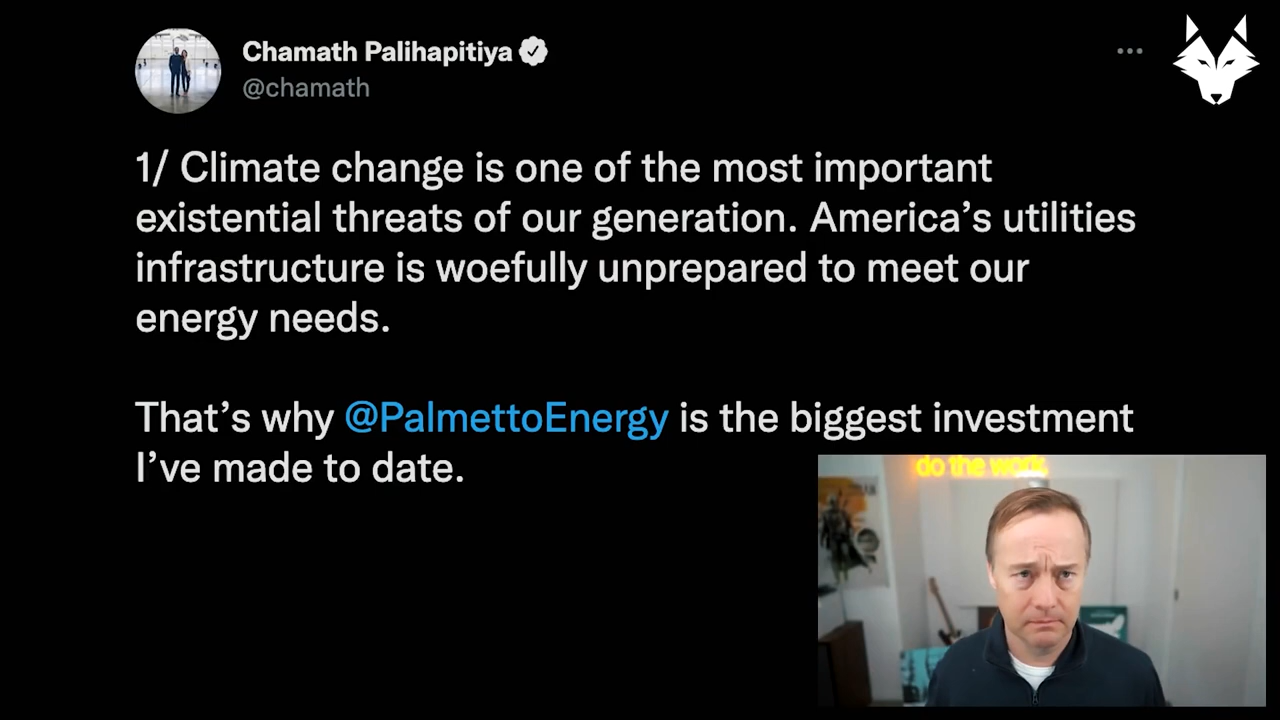 Chamath Palihapitiya
@chamath
1/ Climate change is one of the most important
existential threats of our generation. America’s utilities
infrastructure is woefully unprepared to meet our
energy needs.
That’s why @PalmettoEnergy is the biggest investment
I’ve made to date.
do the work.